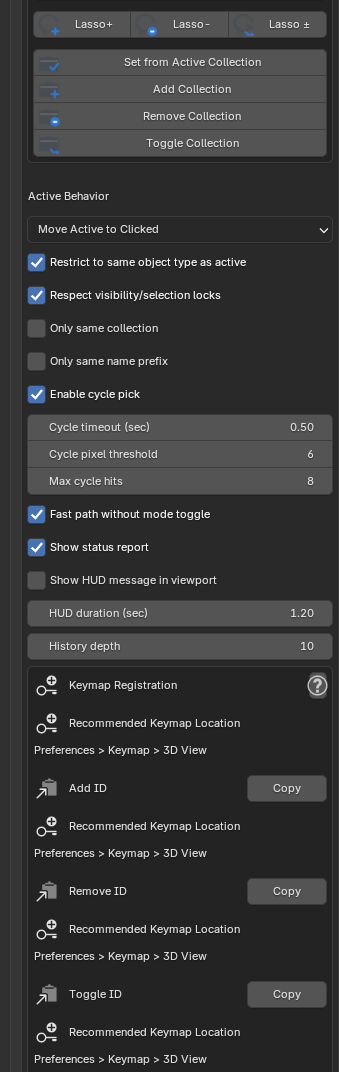 Lasso+ Lasso- Lasso ±
Set from Active Collection
Add Collection
Remove Collection
Toggle Collection
Active Behavior
Move Active to Clicked
Restrict to same object type as active
Respect visibility/selection locks
Only same collection
Only same name prefix
Enable cycle pick
Cycle timeout (sec) 0.50
Cycle pixel threshold 6
Max cycle hits 8
Fast path without mode toggle
Show status report
Show HUD message in viewport
HUD duration (sec) 1.20
History depth 10
Keymap Registration ?
Recommended Keymap Location
Preferences > Keymap > 3D View
Add ID Copy
Recommended Keymap Location
Preferences > Keymap > 3D View
Remove ID Copy
Recommended Keymap Location
Preferences > Keymap > 3D View
Toggle ID Copy
Recommended Keymap Location
Preferences > Keymap > 3D View